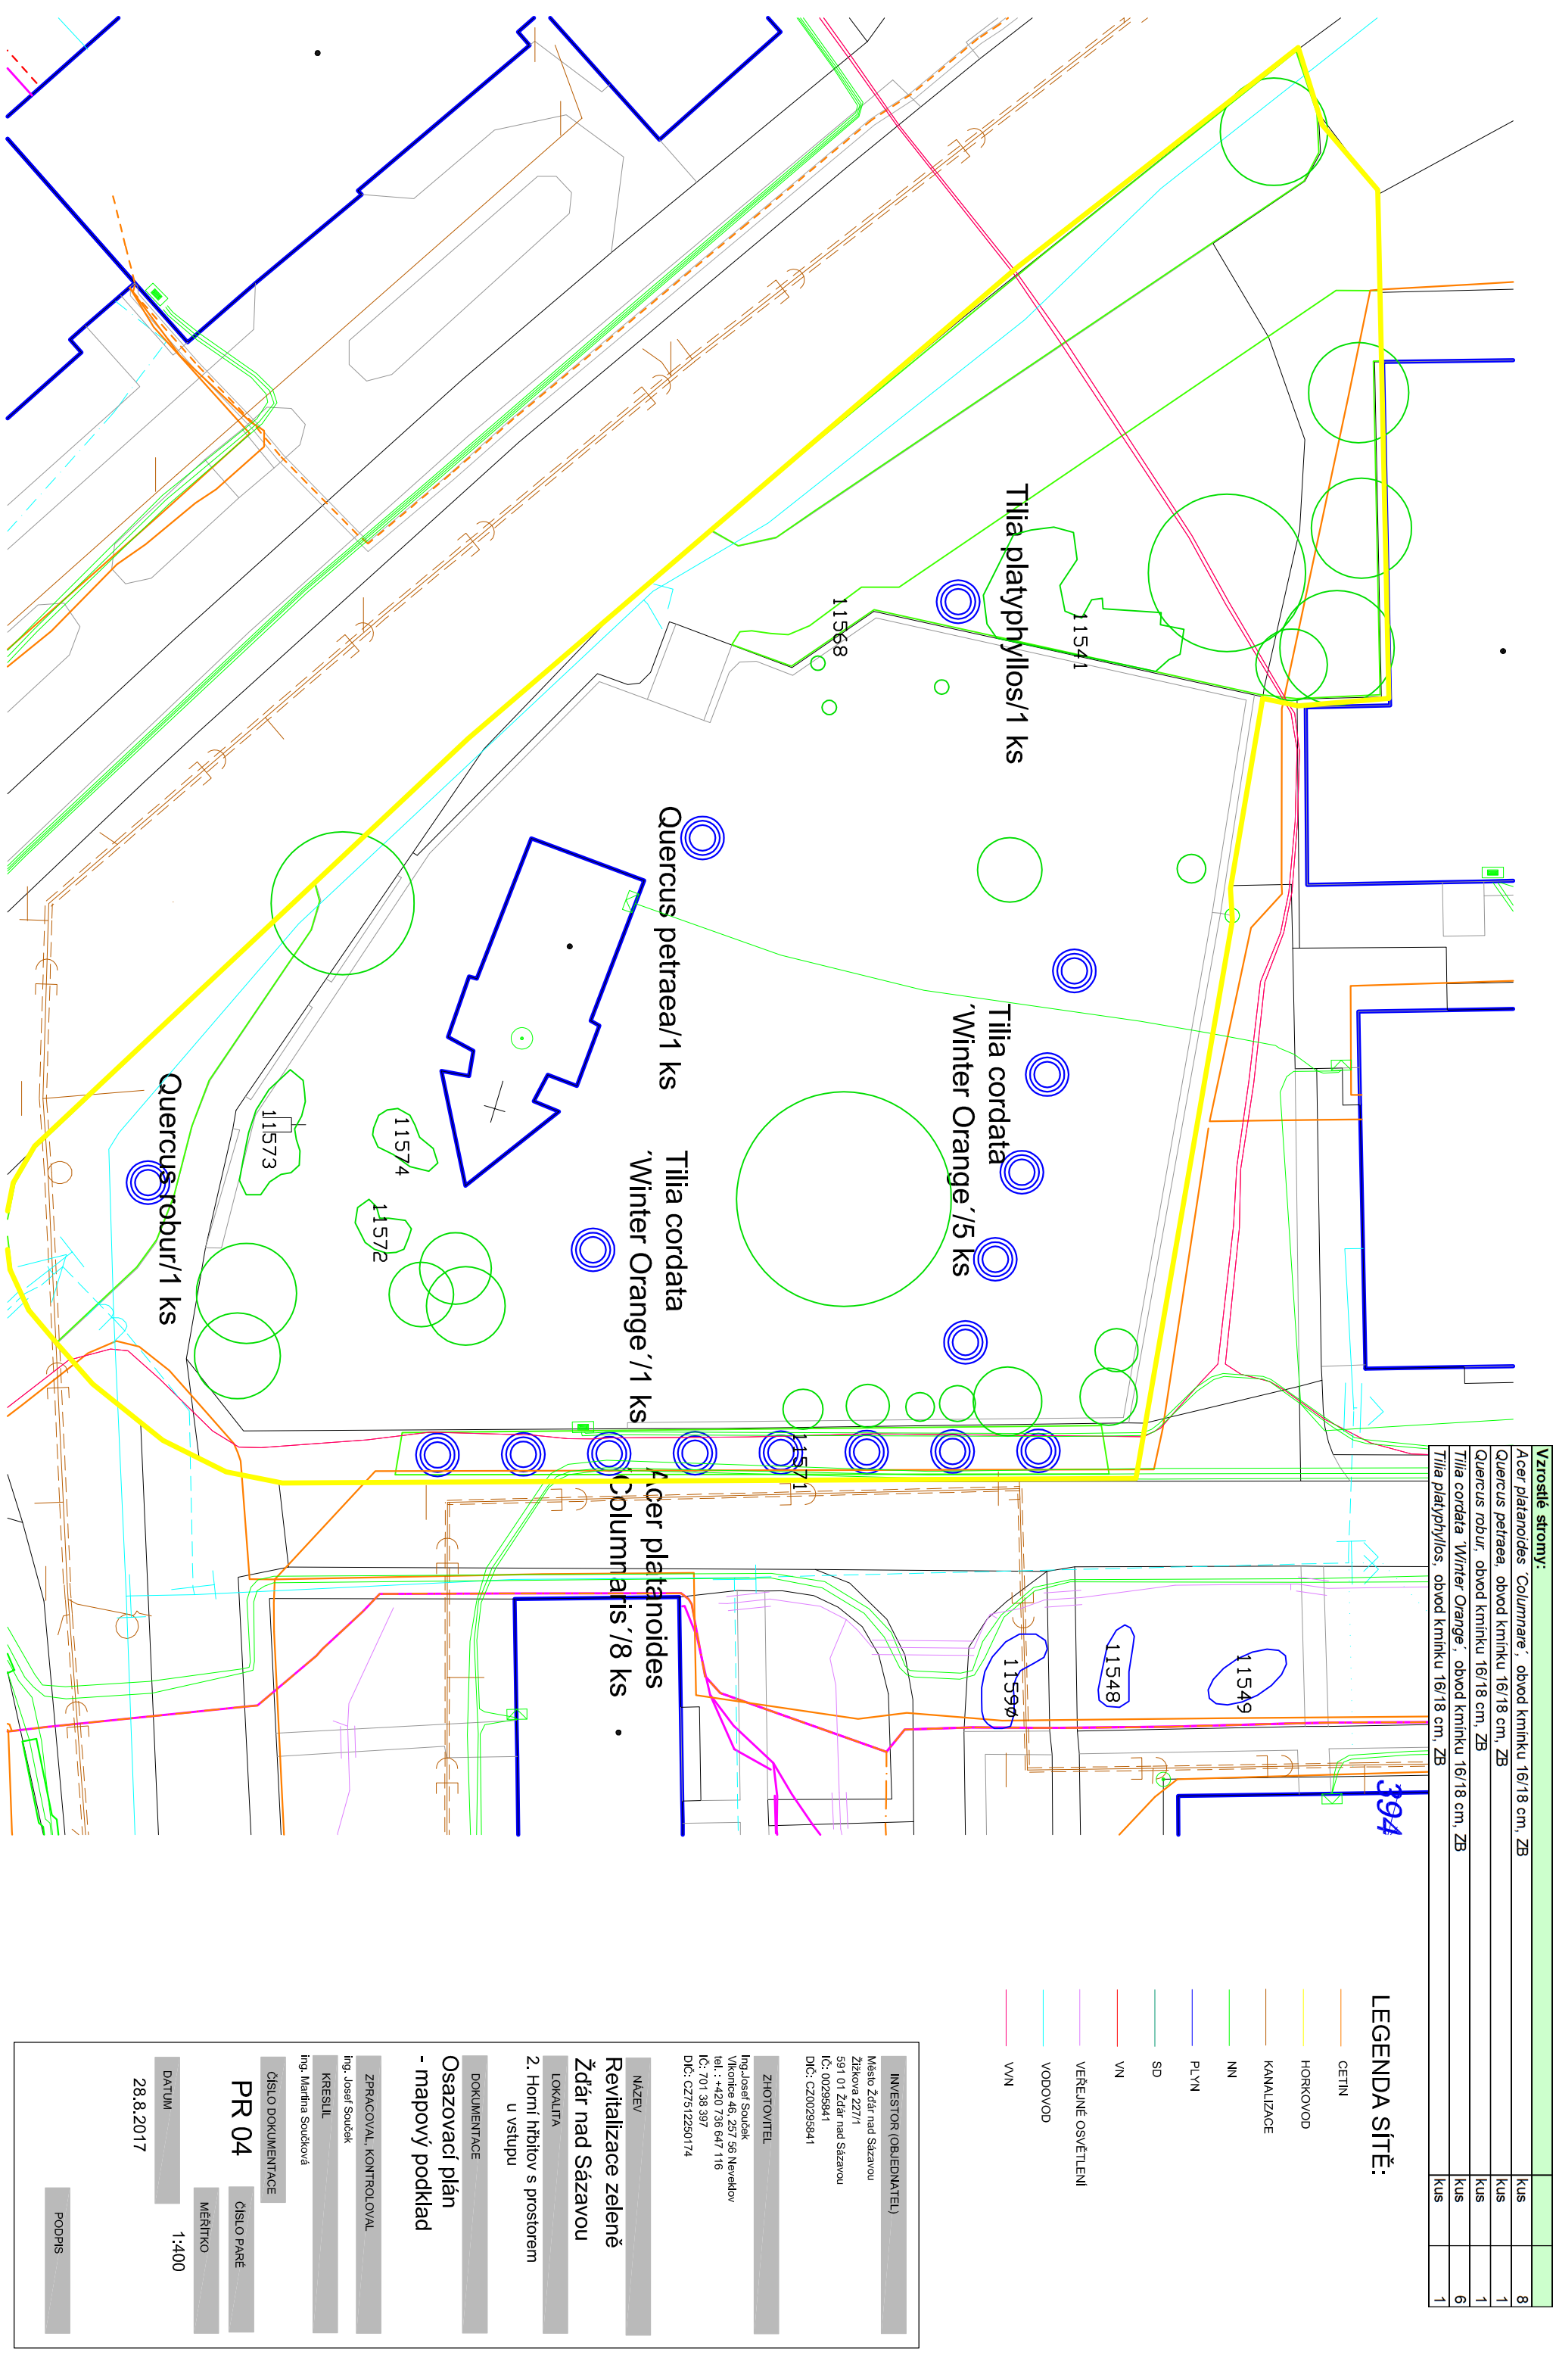 Vzrostlé stromy:
Acer platanoides ´Columnare´, obvod kmínku 16/18 cm, ZB kus 8
Quercus petraea, obvod kmínku 16/18 cm, ZB kus 1
Quercus robur, obvod kmínku 16/18 cm, ZB kus 1
Tilia cordata ´Winter Orange´, obvod kmínku 16/18 cm, ZB kus 6
Tilia platyphyllos, obvod kmínku 16/18 cm, ZB kus 1
Tilia platyphyllos/1 ks
11541
11568
Quercus petraea/1 ks
Tilia cordata
´Winter Orange´/5 ks
Tilia cordata
´Winter Orange´/1 ks
Quercus robur/1 ks
11573
11574
11572
11571
Acer platanoides
´Columnaris´/8 ks
11590
11548
11549
394
LEGENDA SÍTĚ:
CETIN
HORKOVOD
KANALIZACE
NN
PLYN
SD
VN
VEŘEJNÉ OSVĚTLENÍ
VODOVOD
VVN
INVESTOR (OBJEDNATEL)
Město Žďár nad Sázavou
Žižkova 227/1
591 01 Žďár nad Sázavou
IČ: 00295841
DIČ: CZ00295841
ZHOTOVITEL
Ing.Josef Souček
Vlkonice 46, 257 56 Neveklov
tel. : +420 736 647 116
IČ: 701 38 397
DIČ: CZ7512250174
NÁZEV
Revitalizace zeleně
Žďár nad Sázavou
LOKALITA
2. Horní hřbitov s prostorem
u vstupu
DOKUMENTACE
Osazovací plán
- mapový podklad
ZPRACOVAL, KONTROLOVAL
ing. Josef Souček
KRESLIL
ing. Martina Součková
ČÍSLO DOKUMENTACE
PR 04
ČÍSLO PARÉ
MĚŘÍTKO
1:400
DATUM
28.8.2017
PODPIS